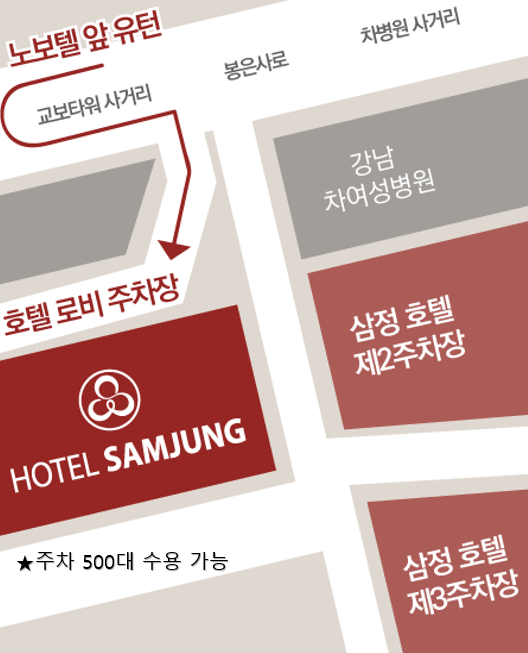 노보텔 앞 유턴
차병원 사거리
봉은사로
교보타워 사거리
강남
차여성병원
호텔 로비 주차장
삼정 호텔
제2주차장
HOTEL SAMJUNG
삼정 호텔
제3주차장
★주차 500대 수용 가능